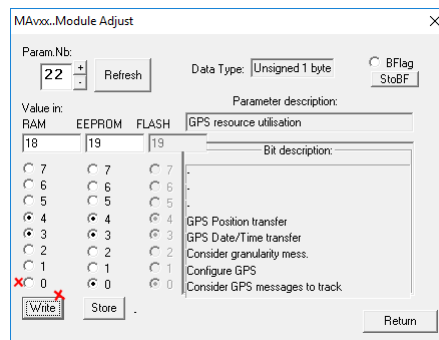 MAvxx..Module Adjust
Param.Nb:
22 + - Refresh Data Type: Unsigned 1 byte BFlag
StoBF
Value in: Parameter description:
RAM EEPROM FLASH GPS resource utilisation
18 19 19 Bit description:
7 7 7 -
6 6 6 -
5 5 5 -
4 4 4 GPS Position transfer
3 3 3 GPS Date/Time transfer
2 2 2 Consider granularity mess.
1 1 1 Configure GPS
0 0 0 Consider GPS messages to track
Write Store -
Return